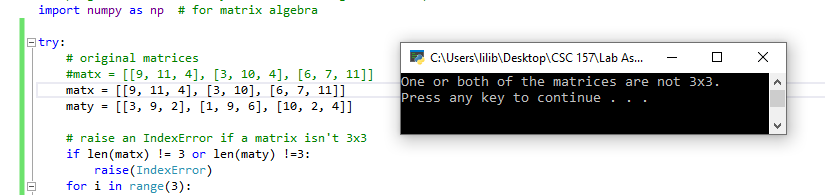 import numpy as np  # for matrix algebra
try:
# original matrices
#matx = [[9, 11, 4], [3, 10, 4], [6, 7, 11]]
matx = [[9, 11, 4], [3, 10], [6, 7, 11]]
maty = [[3, 9, 2], [1, 9, 6], [10, 2, 4]]
# raise an IndexError if a matrix isn't 3x3
if len(matx) != 3 or len(maty) !=3:
raise(IndexError)
for i in range(3):
C:\Users\lilib\Desktop\CSC 157\Lab As...
One or both of the matrices are not 3x3.
Press any key to continue . . .